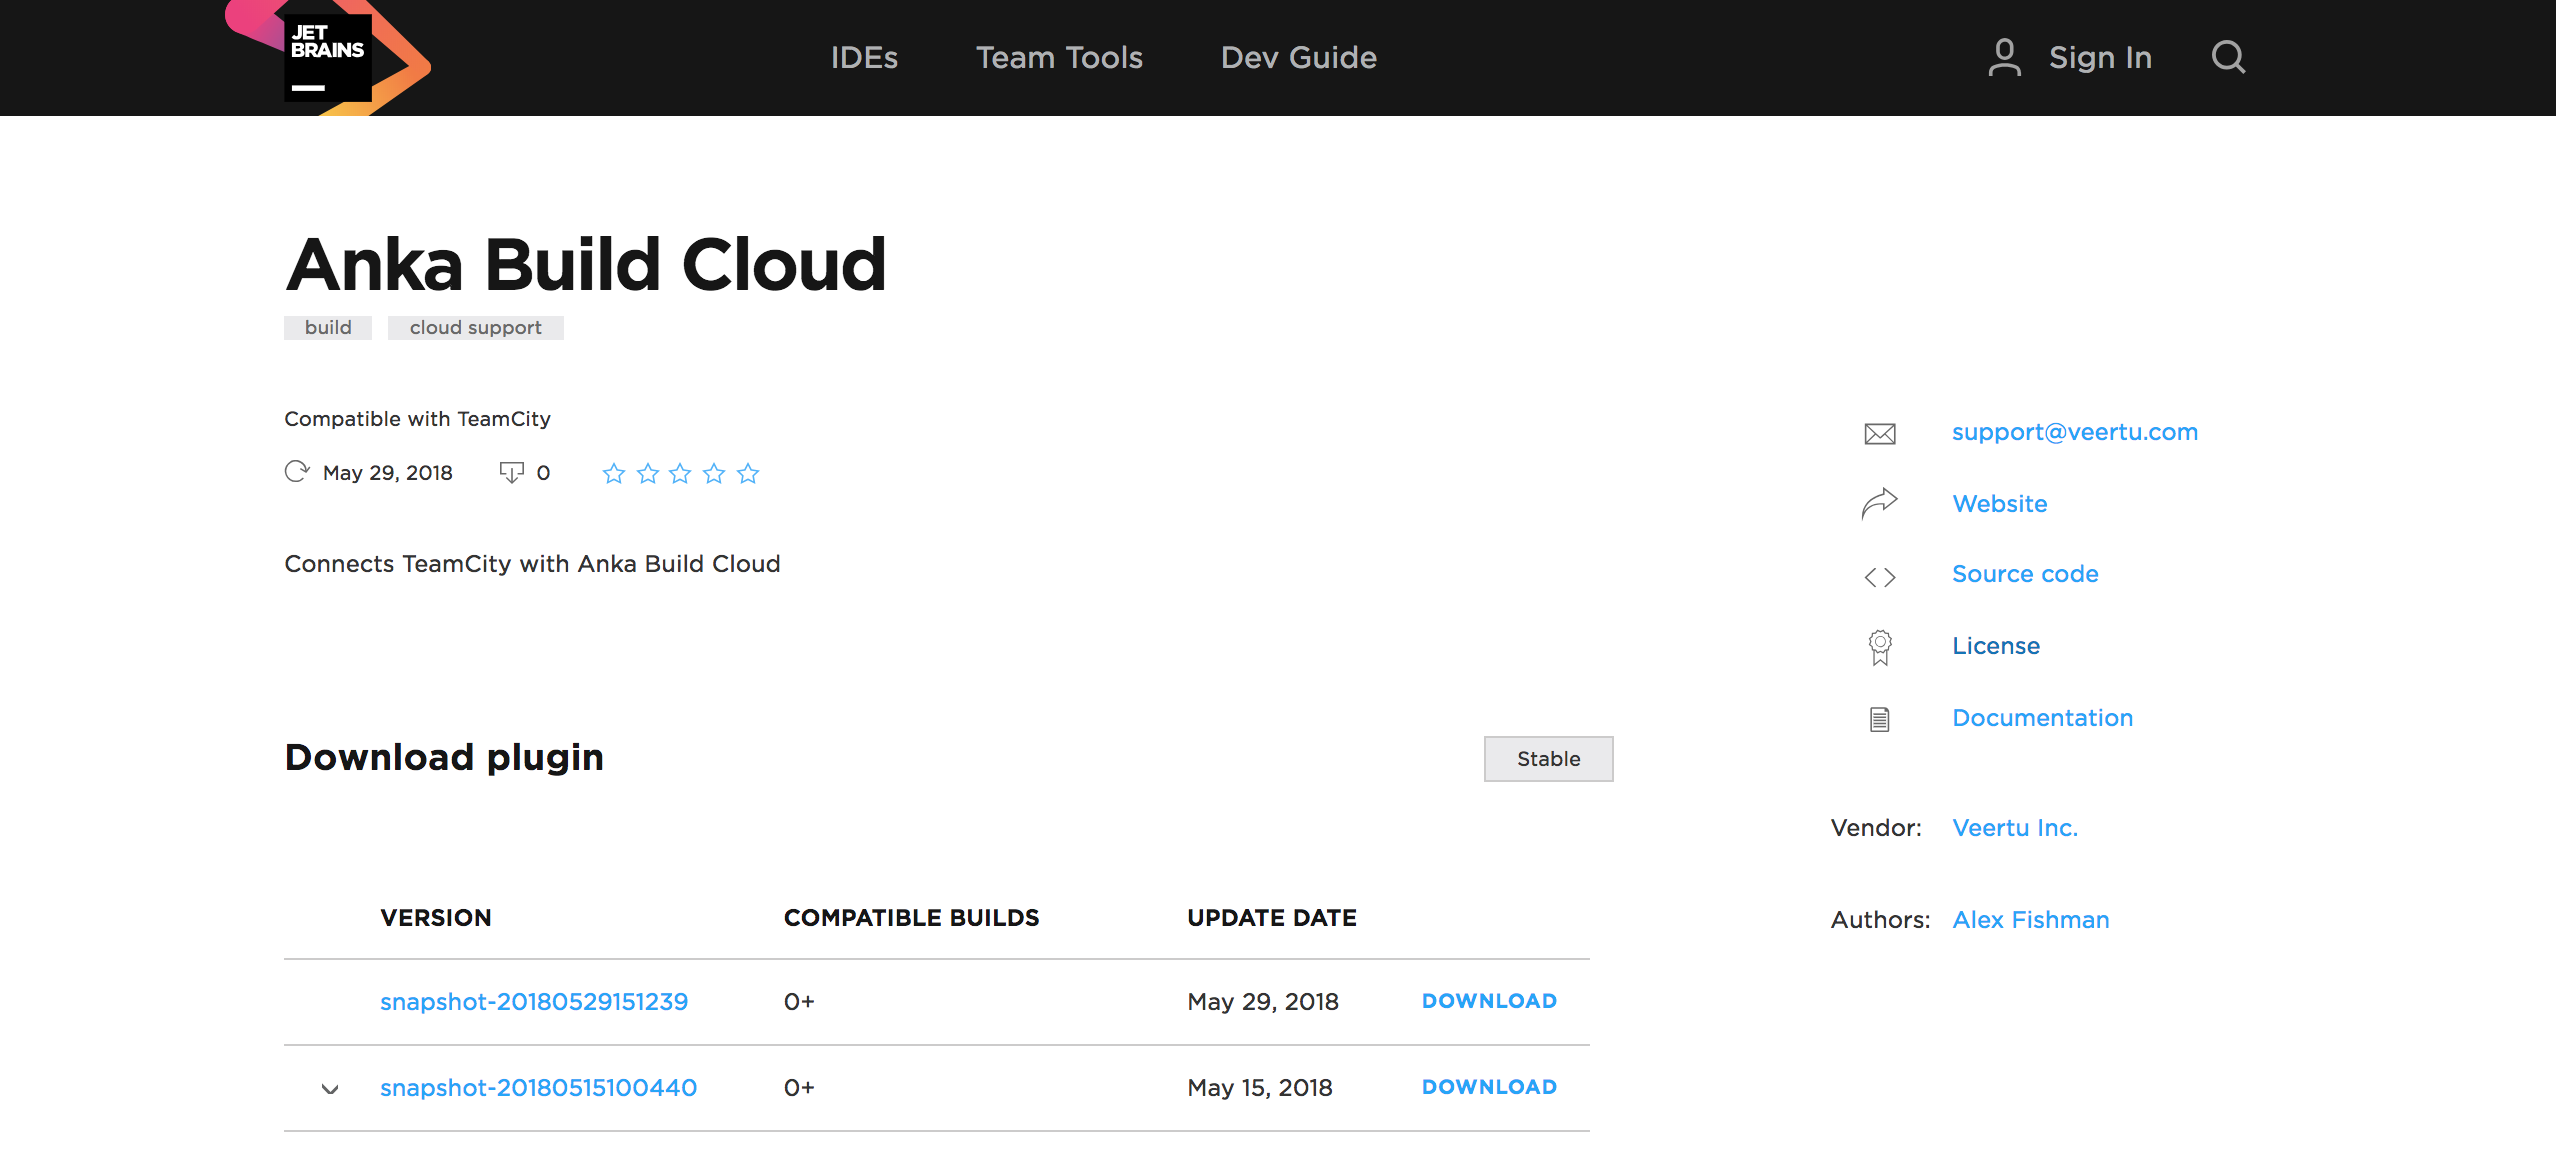 JET
BRAINS
IDEs Team Tools Dev Guide Sign In
Anka Build Cloud
build cloud support
Compatible with TeamCity
May 29, 2018 0
Connects TeamCity with Anka Build Cloud
support@veertu.com
Website
Source code
License
Documentation
Download plugin Stable
Vendor: Veertu Inc.
Authors: Alex Fishman
VERSION COMPATIBLE BUILDS UPDATE DATE
snapshot-20180529151239 0+ May 29, 2018 DOWNLOAD
snapshot-20180515100440 0+ May 15, 2018 DOWNLOAD